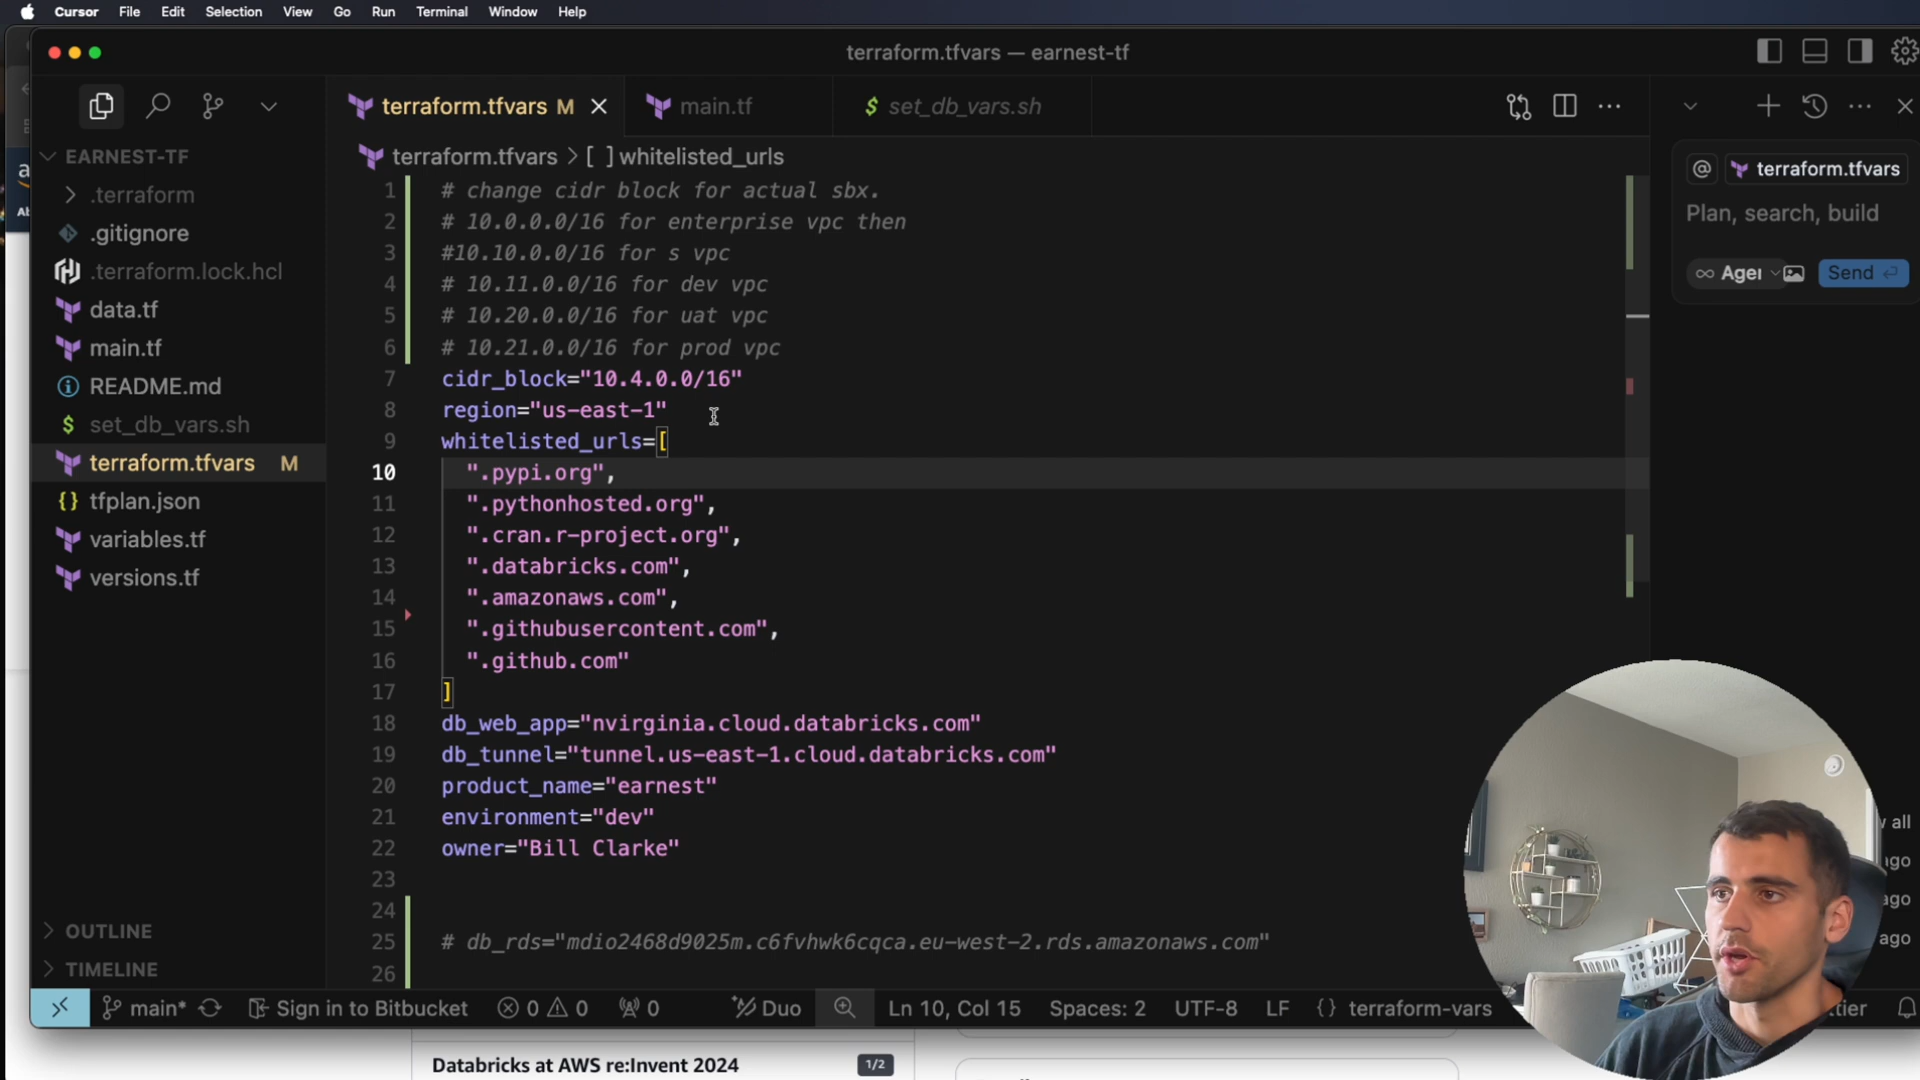 Cursor File Edit Selection View Go Run Terminal Window Help
terraform.tfvars — earnest-tf
terraform.tfvars M
main.tf
$ set_db_vars.sh
EARNEST-TF
.terraform
.gitignore
.terraform.lock.hcl
data.tf
main.tf
README.md
$ set_db_vars.sh
terraform.tfvars M
{} tfplan.json
variables.tf
versions.tf
OUTLINE
TIMELINE
terraform.tfvars > [ ] whitelisted_urls
1 # change cidr block for actual sbx.
2 # 10.0.0.0/16 for enterprise vpc then
3 #10.10.0.0/16 for s vpc
4 # 10.11.0.0/16 for dev vpc
5 # 10.20.0.0/16 for uat vpc
6 # 10.21.0.0/16 for prod vpc
7 cidr_block="10.4.0.0/16"
8 region="us-east-1"
9 whitelisted_urls=[
10 ".pypi.org",
11 ".pythonhosted.org",
12 ".cran.r-project.org",
13 ".databricks.com",
14 ".amazonaws.com",
15 ".githubusercontent.com",
16 ".github.com"
17 ]
18 db_web_app="nvirginia.cloud.databricks.com"
19 db_tunnel="tunnel.us-east-1.cloud.databricks.com"
20 product_name="earnest"
21 environment="dev"
22 owner="Bill Clarke"
23
24
25 # db_rds="mdio2468d9025m.c6fvhwk6cqca.eu-west-2.rds.amazonaws.com"
26
@ terraform.tfvars
Plan, search, build
∞ Ager
Send
all
ago
ago
ago
main*
Sign in to Bitbucket
0 0
0
Duo
Ln 10, Col 15
Spaces: 2
UTF-8
LF
{} terraform-vars
tier
Databricks at AWS re:Invent 2024
1/2